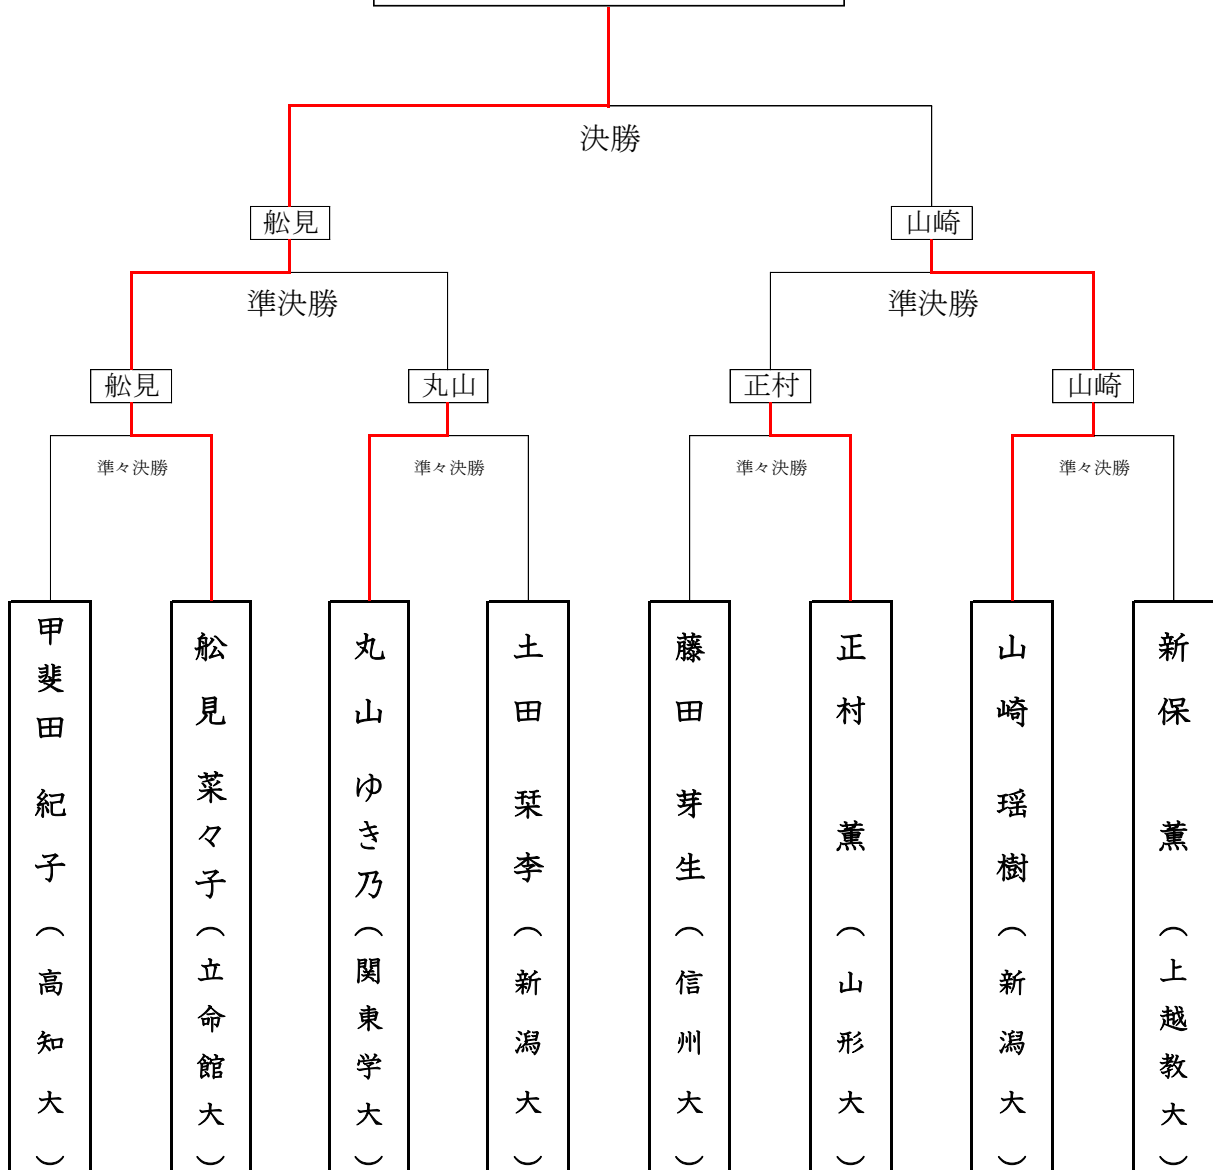 決勝
舩見
山崎
準決勝
準決勝
舩見
丸山
正村
山崎
準々決勝
準々決勝
準々決勝
準々決勝
甲斐田 紀子（高知大）
舩見 菜々子（立命館大）
丸山 ゆき乃（関東学大）
土田 栞李（新潟大）
藤田 芽生（信州大）
正村 薫（山形大）
山崎 瑶樹（新潟大）
新保 薫（上越教大）